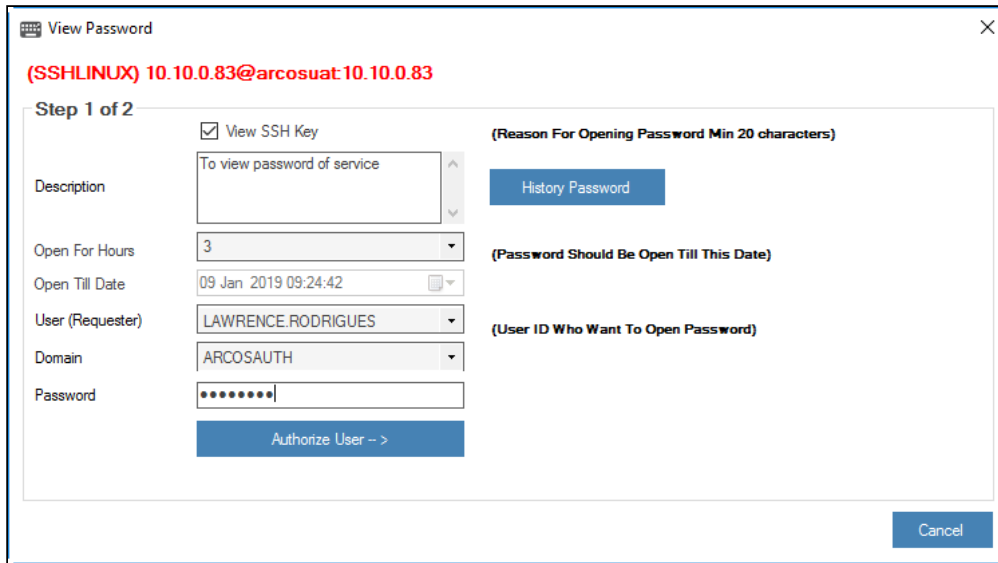 View Password
(SSHLINUX) 10.10.0.83@arcosuat:10.10.0.83
Step 1 of 2
View SSH Key
(Reason For Opening Password Min 20 characters)
Description
To view password of service
History Password
Open For Hours
3
(Password Should Be Open Till This Date)
Open Till Date
09 Jan 2019 09:24:42
User (Requester)
LAWRENCE.RODRIGUES
(User ID Who Want To Open Password)
Domain
ARCOSAUTH
Password
••••••••
Authorize User -- >
Cancel